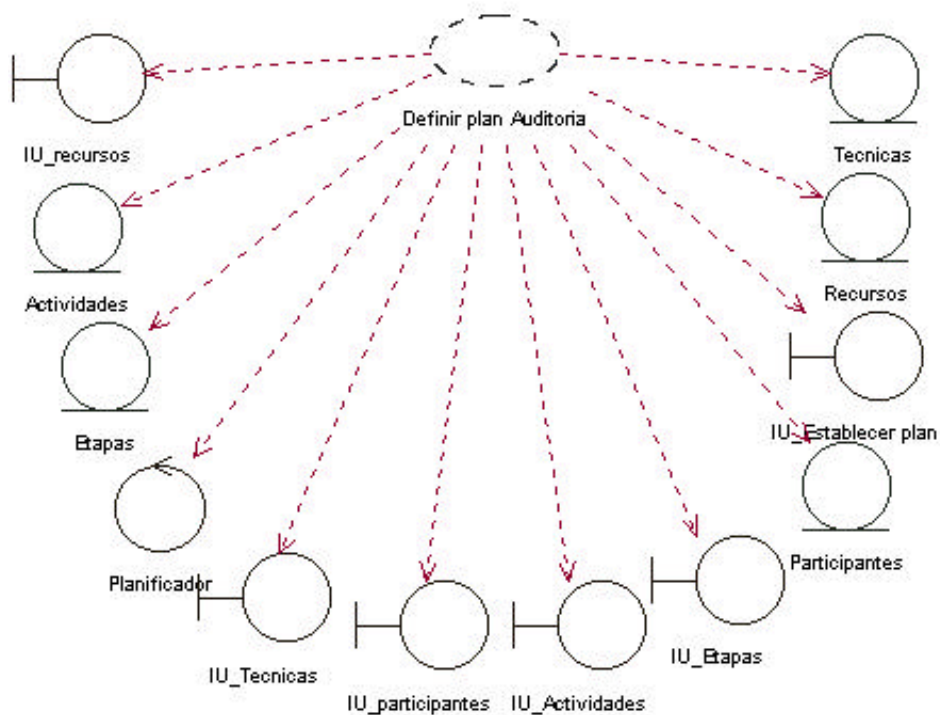 Definir plan Auditoria
IU_recursos
Tecnicas
Actividades
Recursos
Etapas
IU_Establecer plan
Planificador
Participantes
IU_Tecnicas
IU_participantes
IU_Actividades
IU_Etapas